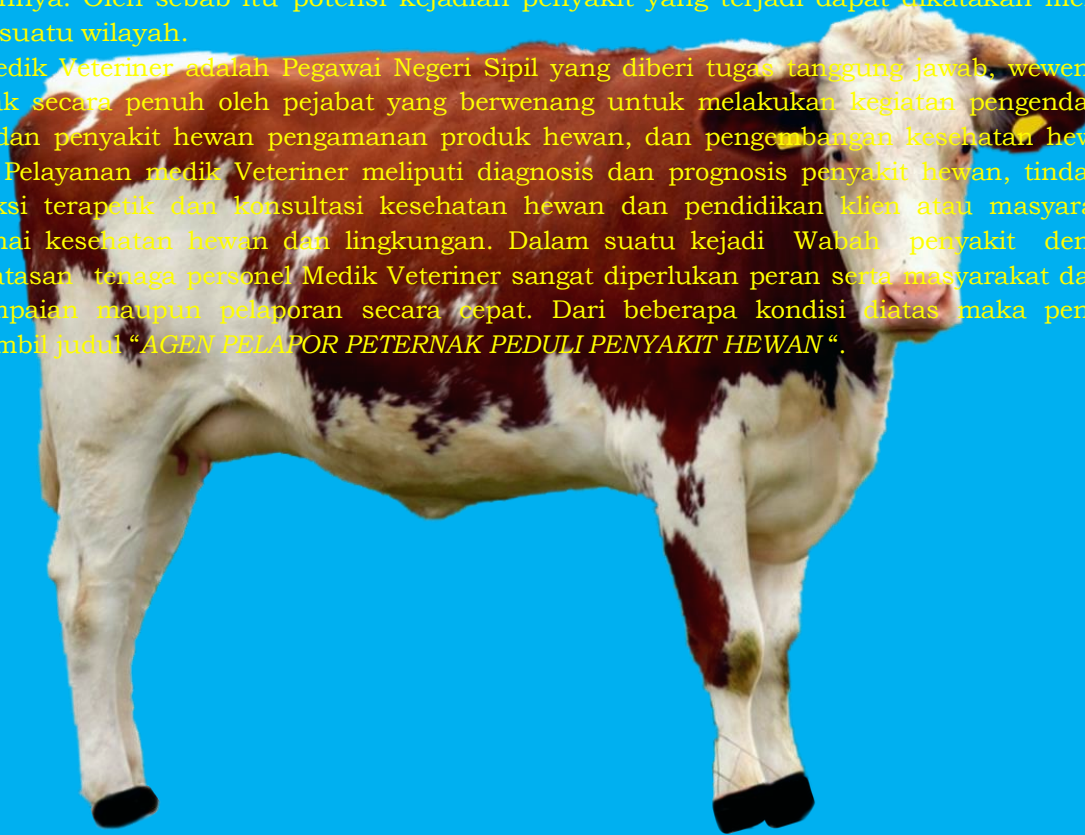 nnya. Oleh sebab itu potensi kejadian penyakit yang terjadi dapat dikatakan me
suatu wilayah.
edik Veteriner adalah Pegawai Negeri Sipil yang diberi tugas tanggung jawab, wewen
ak secara penuh oleh pejabat yang berwenang untuk melakukan kegiatan pengenda
dan penyakit hewan pengamanan produk hewan, dan pengembangan kesehatan hew
Pelayanan medik Veteriner meliputi diagnosis dan prognosis penyakit hewan, tinda
ksi terapetik dan konsultasi kesehatan hewan dan pendidikan klien atau masyara
nai kesehatan hewan dan lingkungan. Dalam suatu kejadi Wabah penyakit den
atasan tenaga personel Medik Veteriner sangat diperlukan peran serta masyarakat da
mpaian maupun pelaporan secara cepat. Dari beberapa kondisi diatas maka pen
mbil judul “AGEN PELAPOR PETERNAK PEDULI PENYAKIT HEWAN “.